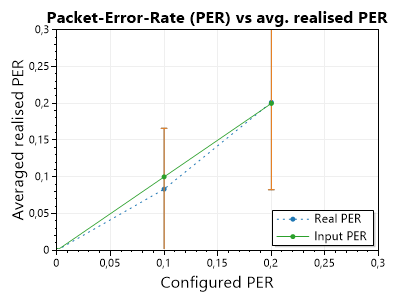 Packet-Error-Rate (PER) vs avg. realised PER
Averaged realised PER
0,3
0,25
0,2
0,15
0,1
0,05
0
0
0,05
0,1
0,15
0,2
0,25
0,3
Configured PER
Real PER
Input PER